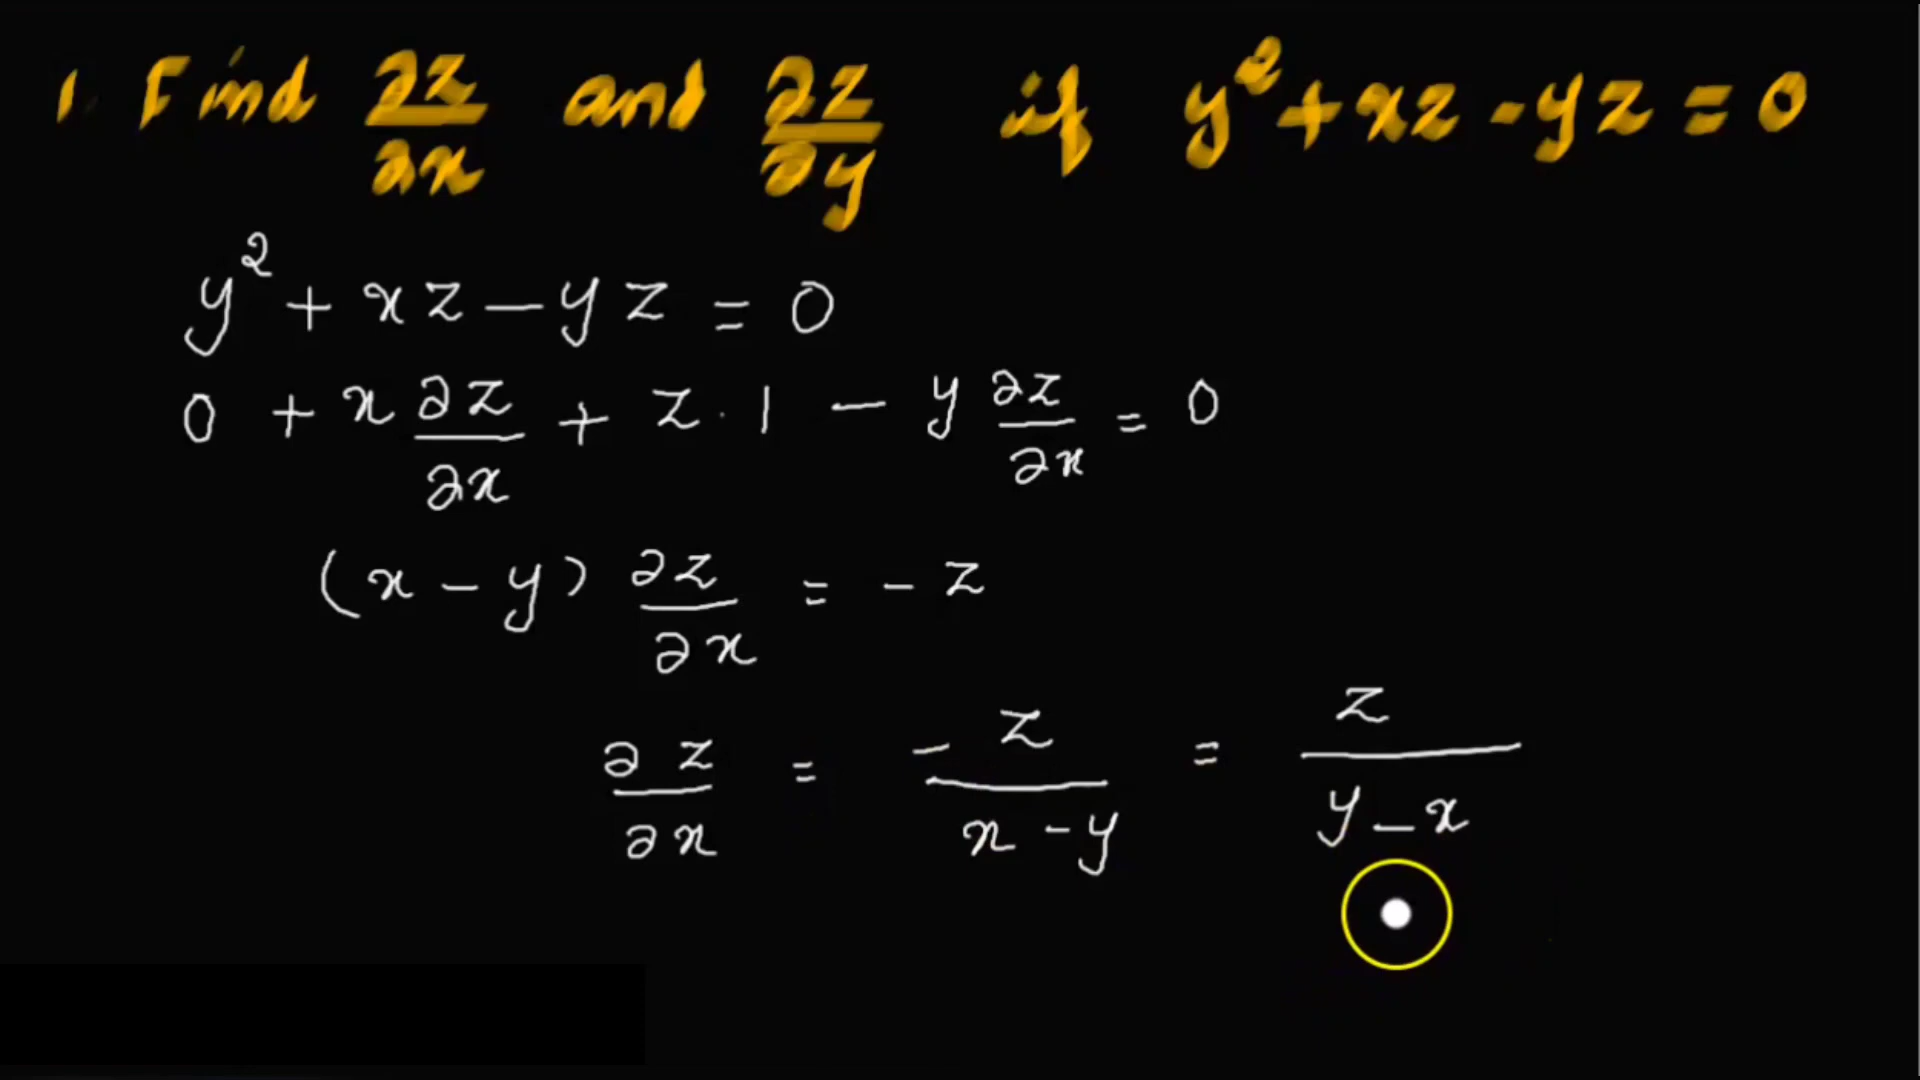 1. Find ∂z/∂x and ∂z/∂y if y²+xz-yz=0
y² + xz - yz = 0
0 + x ∂z/∂x + z · 1 - y ∂z/∂x = 0
(x - y) ∂z/∂x = - z
∂z/∂x = - z/(x - y) = z/(y - x)